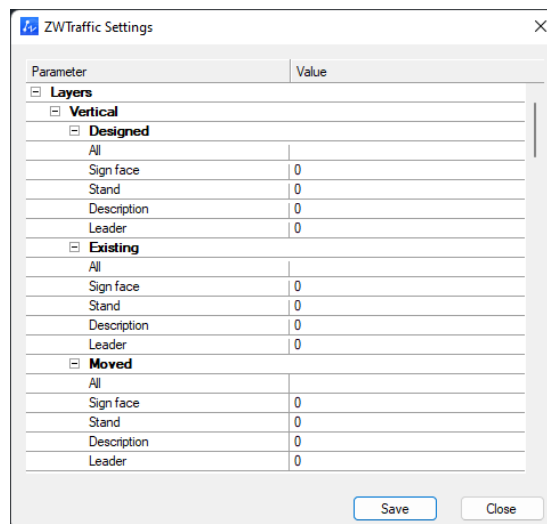 ZWTraffic Settings
Parameter Value
Layers
Vertical
Designed
All
Sign face 0
Stand 0
Description 0
Leader 0
Existing
All
Sign face 0
Stand 0
Description 0
Leader 0
Moved
All
Sign face 0
Stand 0
Description 0
Leader 0
Save Close